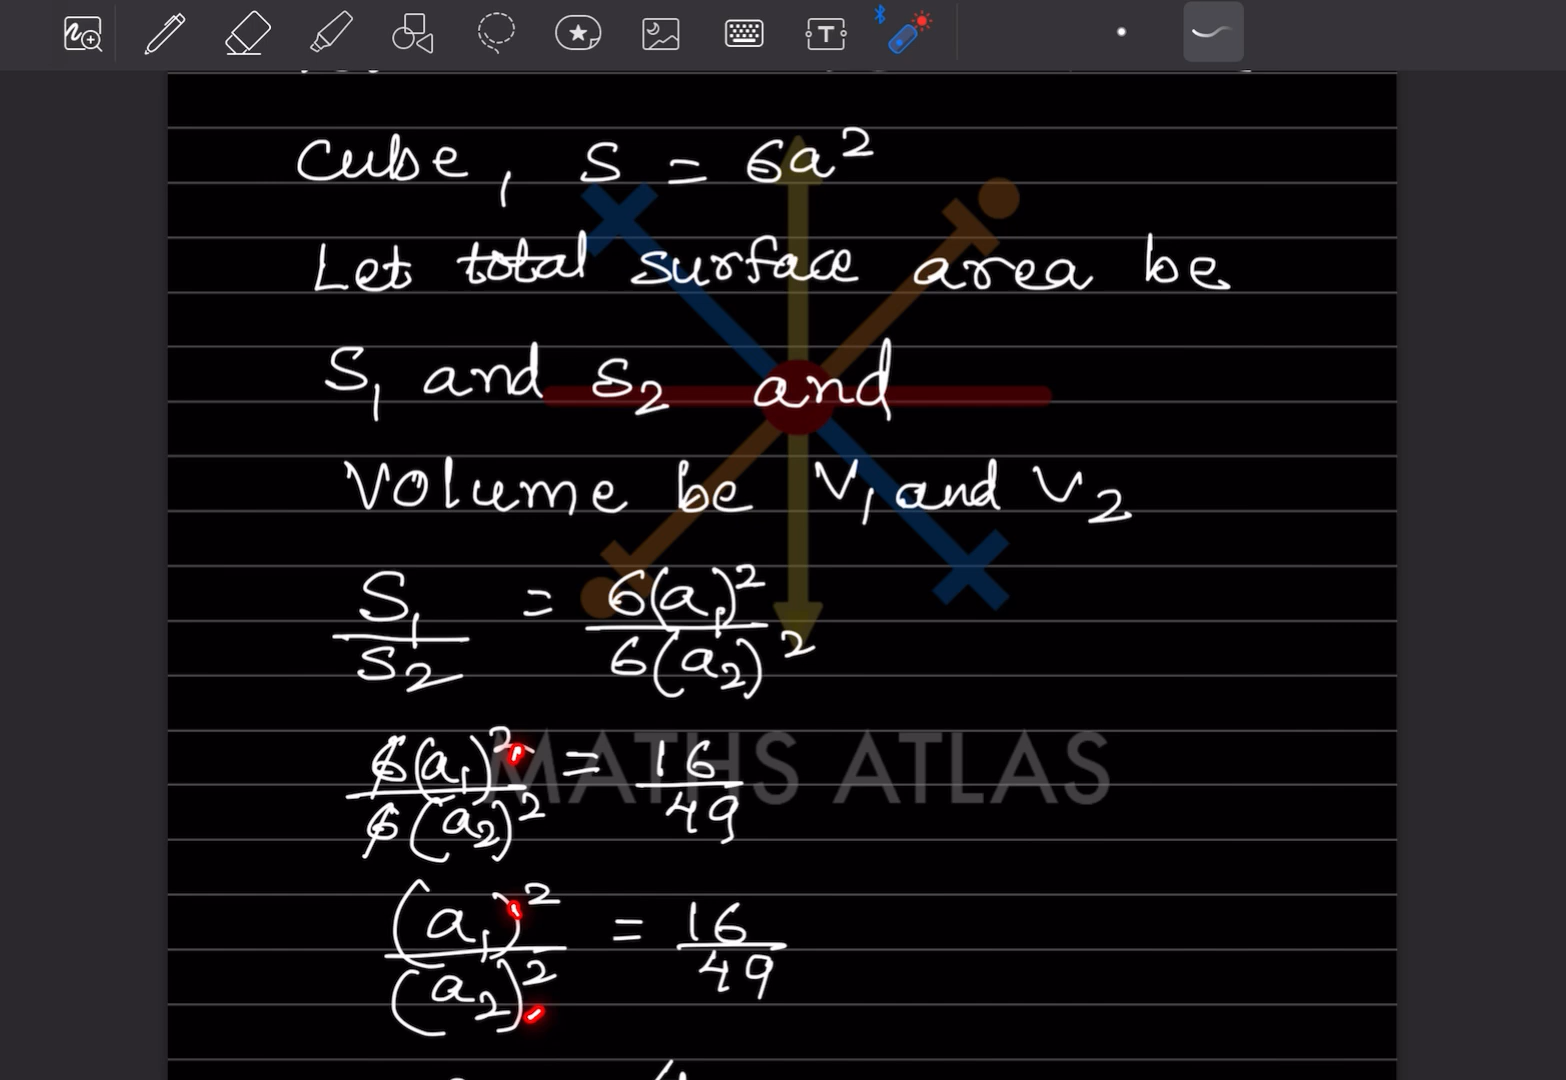 Cube, S = 6a²
Let total surface area be
S₁ and S₂ and
Volume be V₁ and V₂
S₁/S₂ = 6(a₁)²/6(a₂)²
6(a₁)²/6(a₂)² = 16/49
MATHS ATLAS
(a₁)²/(a₂)² = 16/49